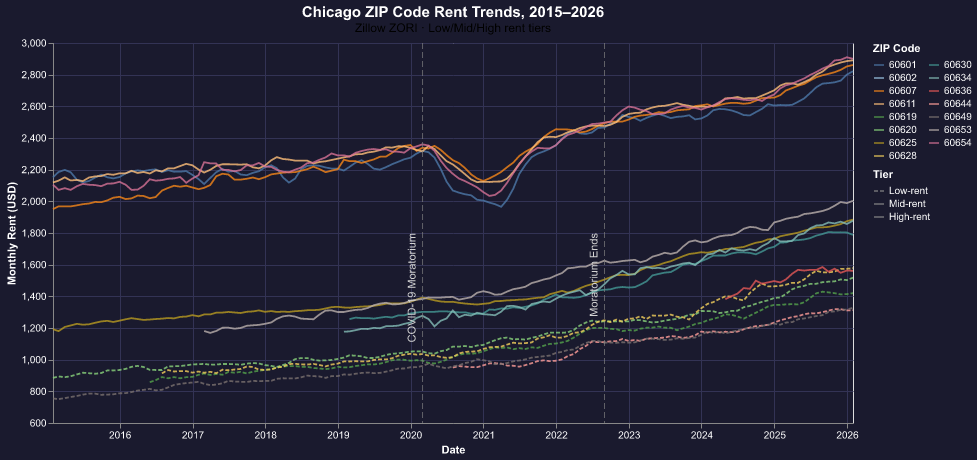 Chicago ZIP Code Rent Trends, 2015–2026
Zillow ZORI · Low/Mid/High rent tiers
Monthly Rent (USD)
3,000
2,800
2,600
2,400
2,200
2,000
1,800
1,600
1,400
1,200
1,000
800
600
COVID-19 Moratorium
Moratorium Ends
2016
2017
2018
2019
2020
2021
2022
2023
2024
2025
2026
Date
ZIP Code
60601 60630
60602 60634
60607 60636
60611 60644
60619 60649
60620 60653
60625 60654
60628
Tier
Low-rent
Mid-rent
High-rent